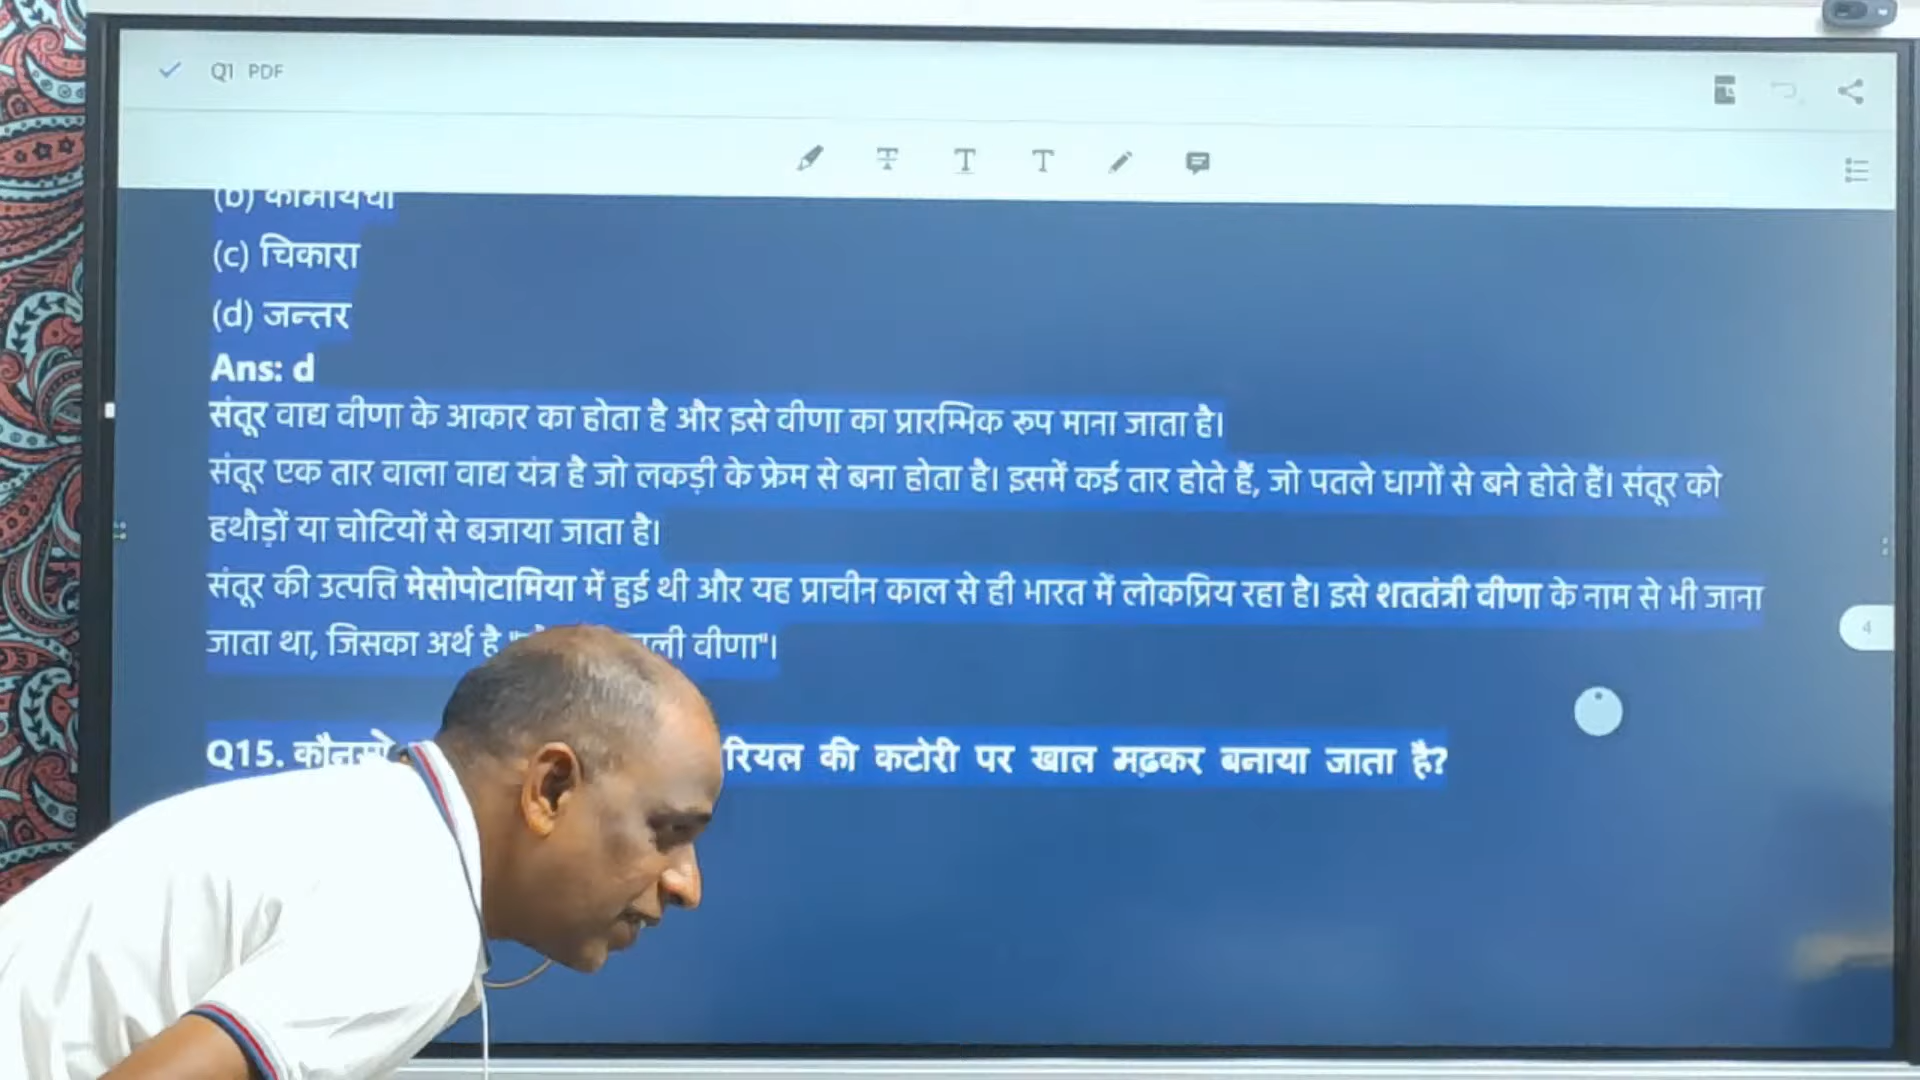 Q1 PDF
(b) कामायचा
(c) चिकारा
(d) जन्तर
Ans: d
संतूर वाद्य वीणा के आकार का होता है और इसे वीणा का प्रारम्भिक रूप माना जाता है।
संतूर एक तार वाला वाद्य यंत्र है जो लकड़ी के फ्रेम से बना होता है। इसमें कई तार होते हैं, जो पतले धागों से बने होते हैं। संतूर को
हथौड़ों या चोटियों से बजाया जाता है।
संतूर की उत्पत्ति मेसोपोटामिया में हुई थी और यह प्राचीन काल से ही भारत में लोकप्रिय रहा है। इसे शततंत्री वीणा के नाम से भी जाना
जाता था, जिसका अर्थ है वीणा"।
4
Q15. की कटोरी पर खाल मढ़कर बनाया जाता है?